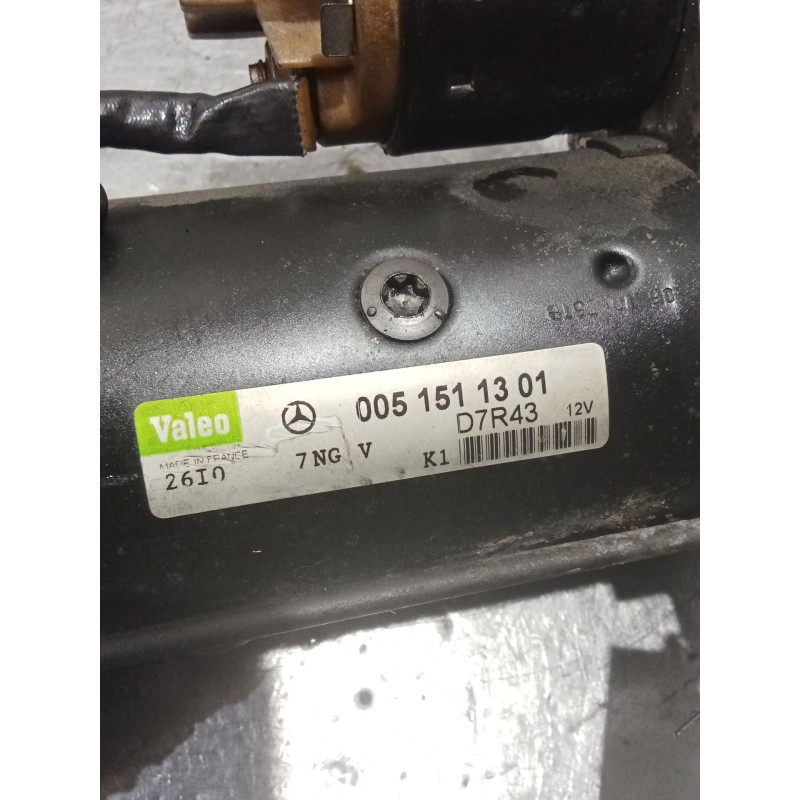 Valeo
005 151 13 01
D7R43 12V
MADE IN FRANCE
7NG V K1
26I0